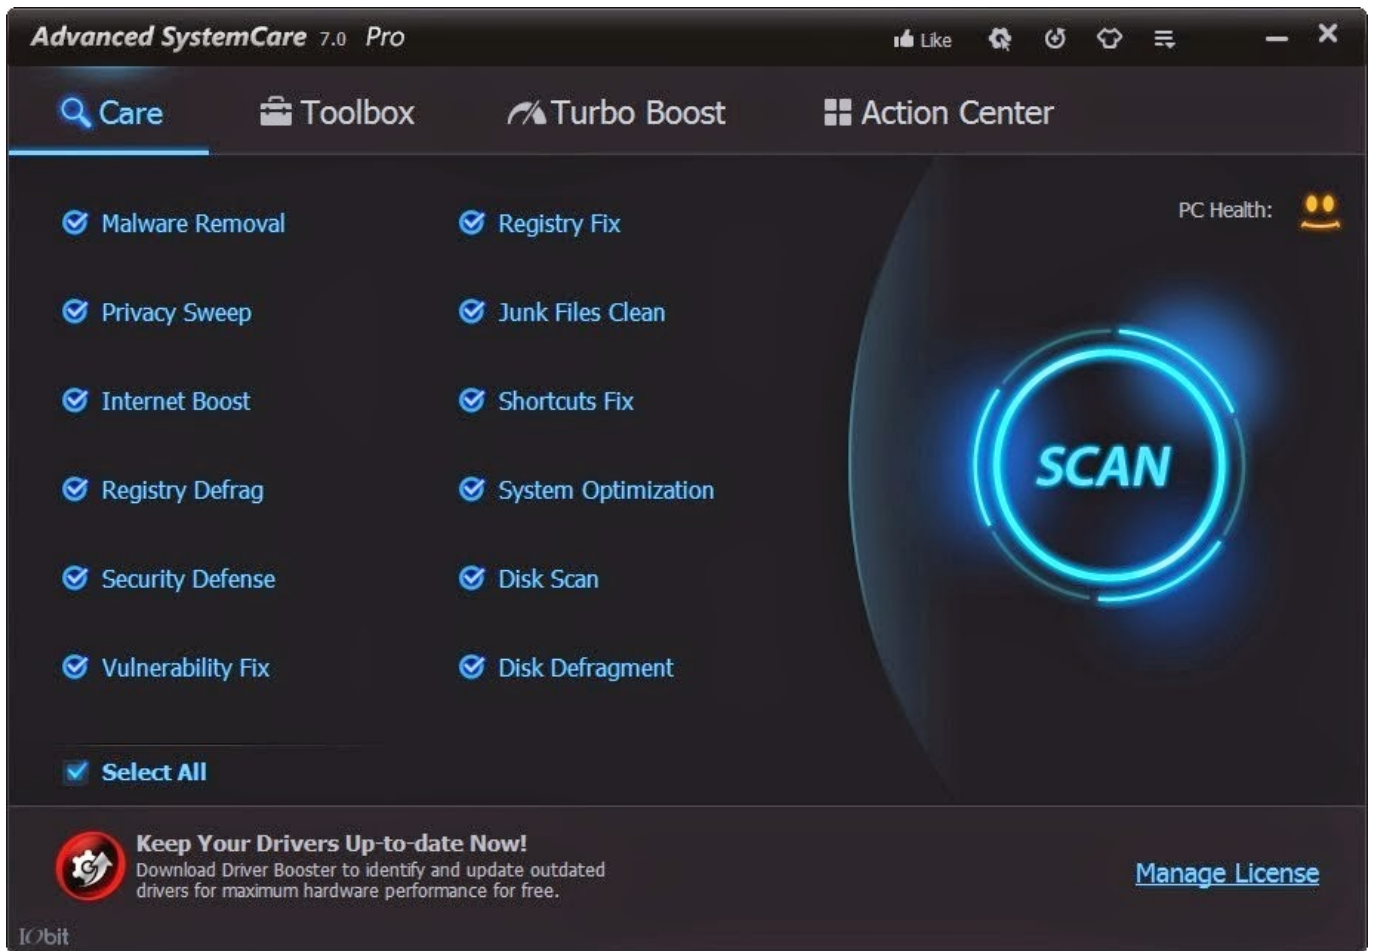 Advanced SystemCare 7.0 Pro
Like
Care
Toolbox
Turbo Boost
Action Center
Malware Removal
Registry Fix
PC Health:
Privacy Sweep
Junk Files Clean
Internet Boost
Shortcuts Fix
SCAN
Registry Defrag
System Optimization
Security Defense
Disk Scan
Vulnerability Fix
Disk Defragment
Select All
Keep Your Drivers Up-to-date Now!
Download Driver Booster to identify and update outdated
drivers for maximum hardware performance for free.
Manage License
IObit